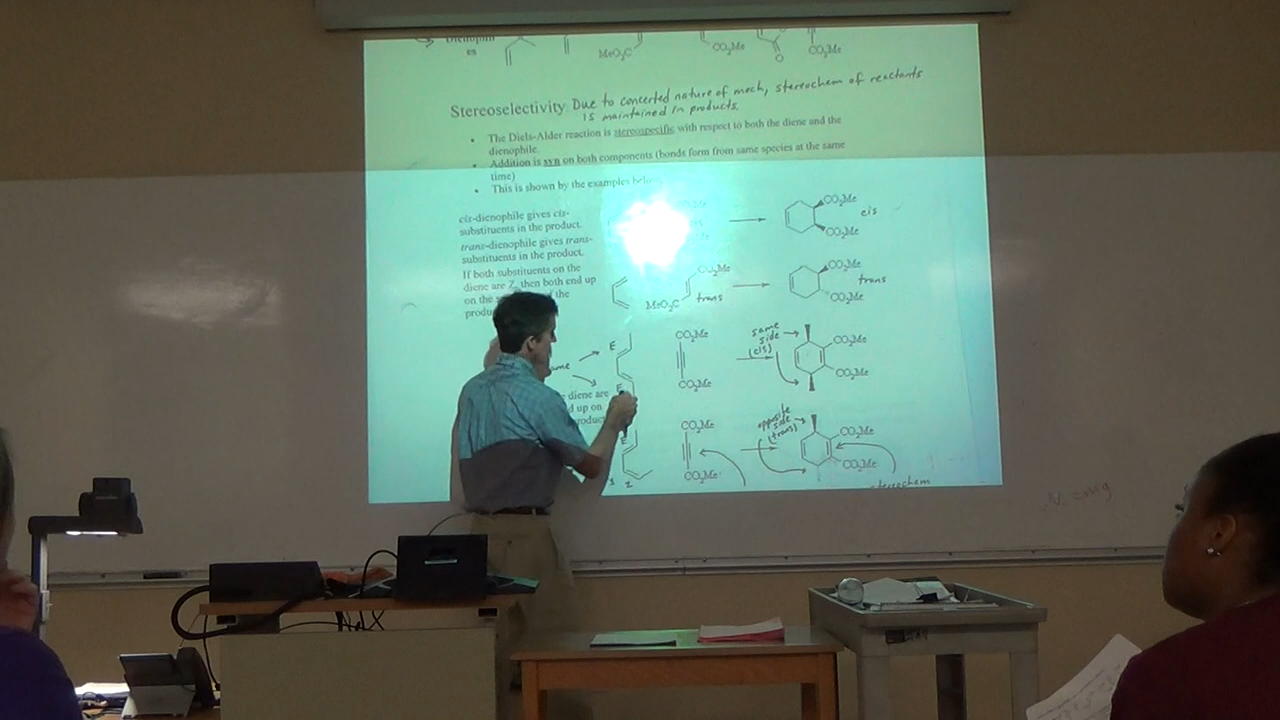 Dienophil
es
MeO₂C
CO₂Me
O
CO₂Me
Stereoselectivity Due to concerted nature of mech, stereochem of reactants
is maintained in products.
• The Diels-Alder reaction is stereospecific with respect to both the diene and the
dienophile.
• Addition is syn on both components (bonds form from same species at the same
time)
• This is shown by the examples
cis-dienophile gives cis-
substituents in the product.
CO₂Me
cis
CO₂Me
trans-dienophile gives trans-
substituents in the product.
CO₂Me
MeO₂C
trans
CO₂Me
trans
CO₂Me
If both substituents on the
diene are Z, then both end up
on the
the
E
E
CO₂Me
CO₂Me
same
side
(cis)
CO₂Me
CO₂Me
diene are
up on
E
Z
CO₂Me
CO₂Me
opposite
side
(trans)
CO₂Me
CO₂Me
stereochem